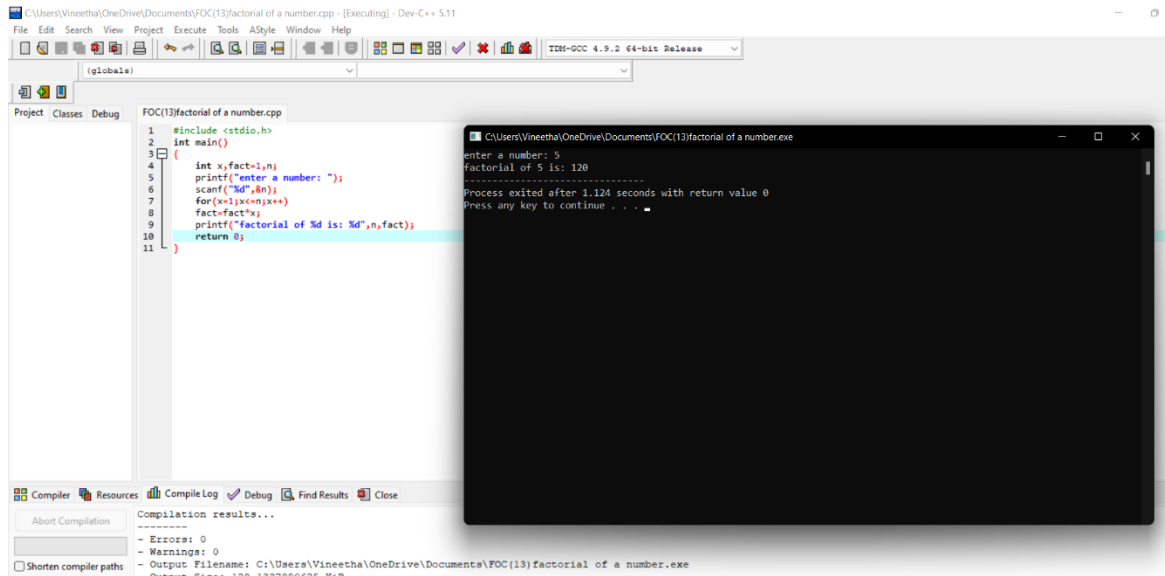 C:\Users\Vineetha\OneDrive\Documents\FOC(13)factorial of a number.cpp - [Executing] - Dev-C++ 5.11
File Edit Search View Project Execute Tools AStyle Window Help
TDM-GCC 4.9.2 64-bit Release
(globals)
Project Classes Debug
FOC(13)factorial of a number.cpp
1 #include <stdio.h>
2 int main()
3 {
4 int x,fact=1,n;
5 printf("enter a number: ");
6 scanf("%d",&n);
7 for(x=1;x<=n;x++)
8 fact=fact*x;
9 printf("factorial of %d is: %d",n,fact);
10 return 0;
11 }
C:\Users\Vineetha\OneDrive\Documents\FOC(13)factorial of a number.exe
enter a number: 5
factorial of 5 is: 120
--------------------------------
Process exited after 1.124 seconds with return value 0
Press any key to continue . . .
Compiler Resources Compile Log Debug Find Results Close
Abort Compilation
Shorten compiler paths
Compilation results...
--------
- Errors: 0
- Warnings: 0
- Output Filename: C:\Users\Vineetha\OneDrive\Documents\FOC(13)factorial of a number.exe
- Output Size: